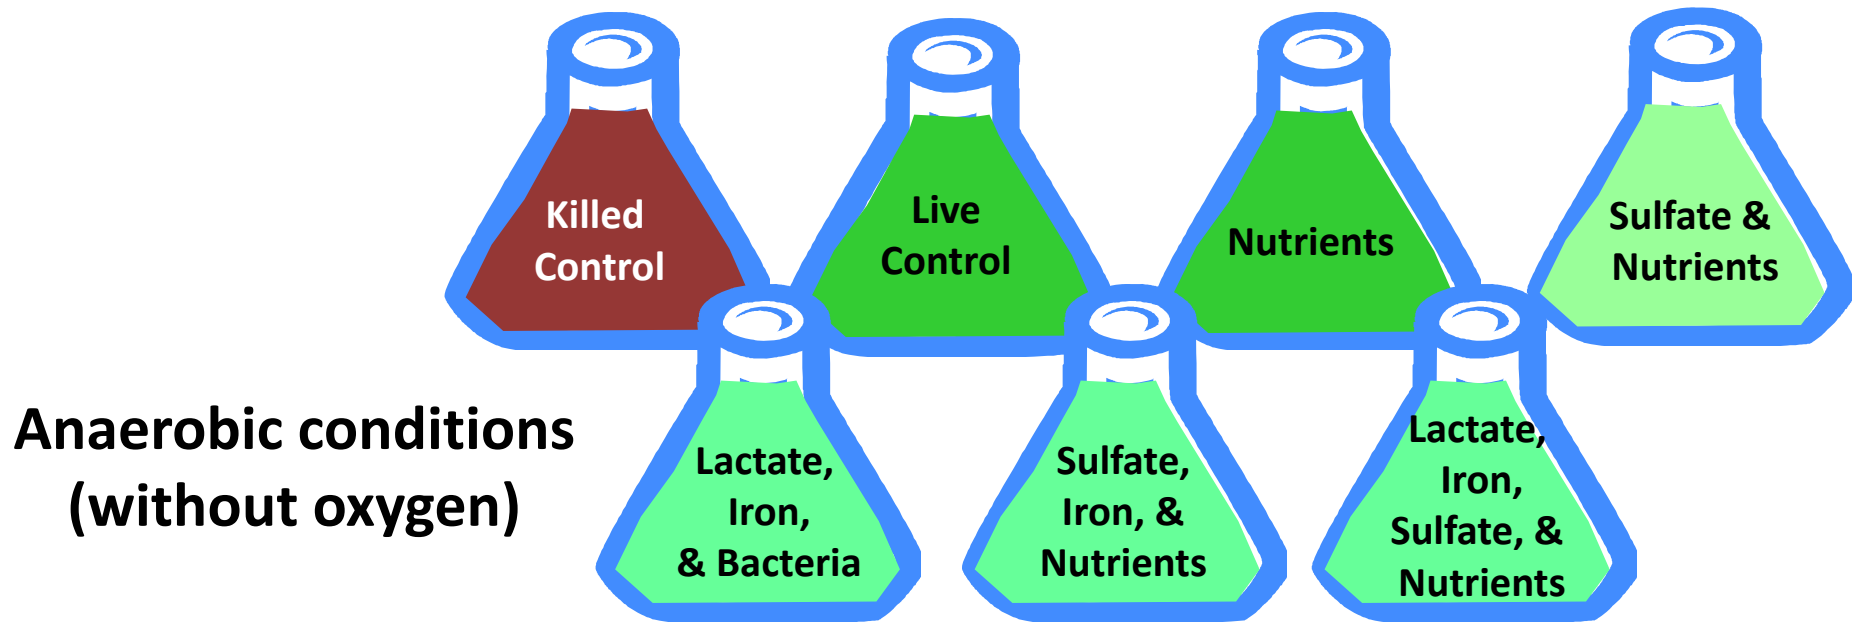 Killed
Control
Live
Control
Nutrients
Sulfate &
Nutrients
Anaerobic conditions
(without oxygen)
Lactate,
Iron,
& Bacteria
Sulfate,
Iron, &
Nutrients
Lactate,
Iron,
Sulfate, &
Nutrients